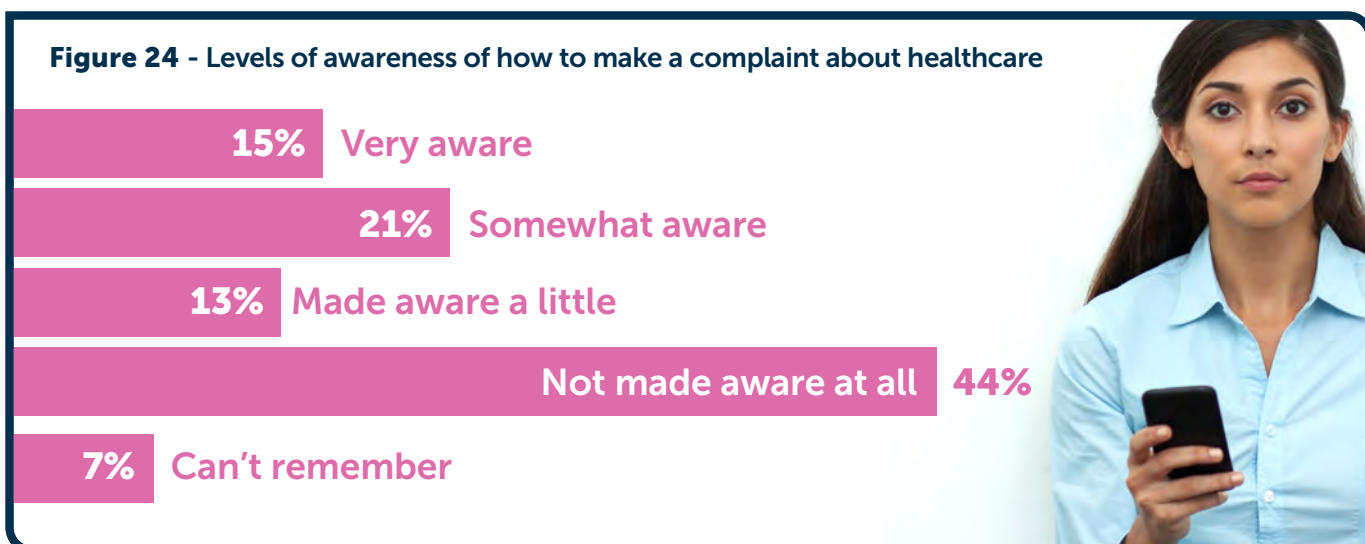 Figure 24 - Levels of awareness of how to make a complaint about healthcare
15% Very aware
21% Somewhat aware
13% Made aware a little
Not made aware at all 44%
7% Can't remember